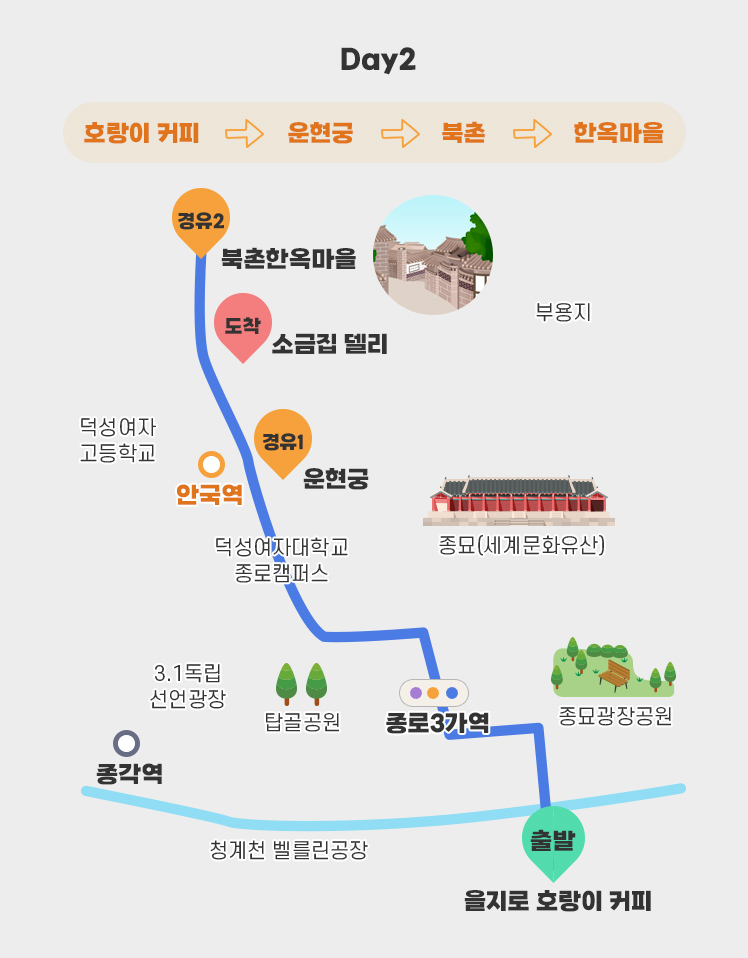 Day2
호랑이 커피 운현궁 북촌 한옥마을
경유2
북촌한옥마을
부용지
도착
소금집 델리
덕성여자
고등학교
경유1
운현궁
안국역
덕성여자대학교
종로캠퍼스
종묘(세계문화유산)
3.1독립
선언광장
탑골공원
종로3가역
종묘광장공원
종각역
청계천 벨를린공장
출발
을지로 호랑이 커피